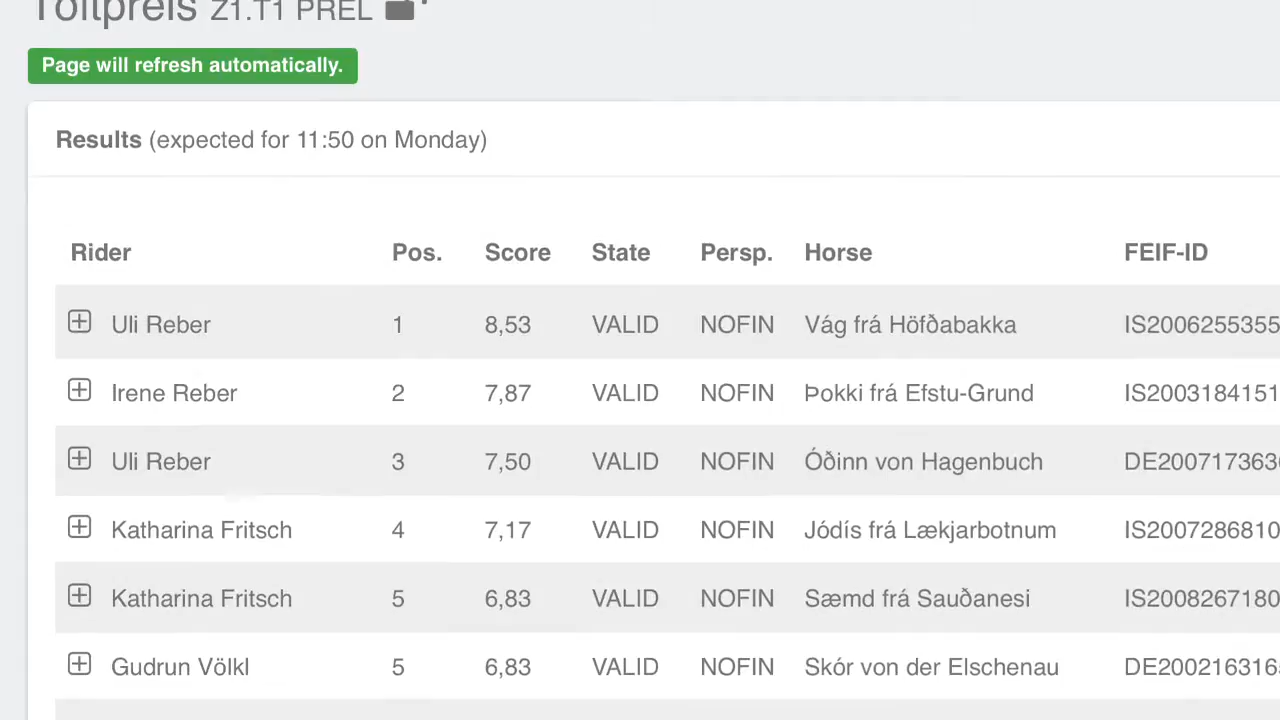 Töltpreis Z1.T1 PREL
Page will refresh automatically.
Results (expected for 11:50 on Monday)
Rider Pos. Score State Persp. Horse FEIF-ID
Uli Reber 1 8,53 VALID NOFIN Vág frá Höfðabakka IS2006255355
Irene Reber 2 7,87 VALID NOFIN Þokki frá Efstu-Grund IS2003184151
Uli Reber 3 7,50 VALID NOFIN Óðinn von Hagenbuch DE200717363
Katharina Fritsch 4 7,17 VALID NOFIN Jódís frá Lækjarbotnum IS2007286810
Katharina Fritsch 5 6,83 VALID NOFIN Sæmd frá Sauðanesi IS2008267180
Gudrun Völkl 5 6,83 VALID NOFIN Skór von der Elschenau DE200216316